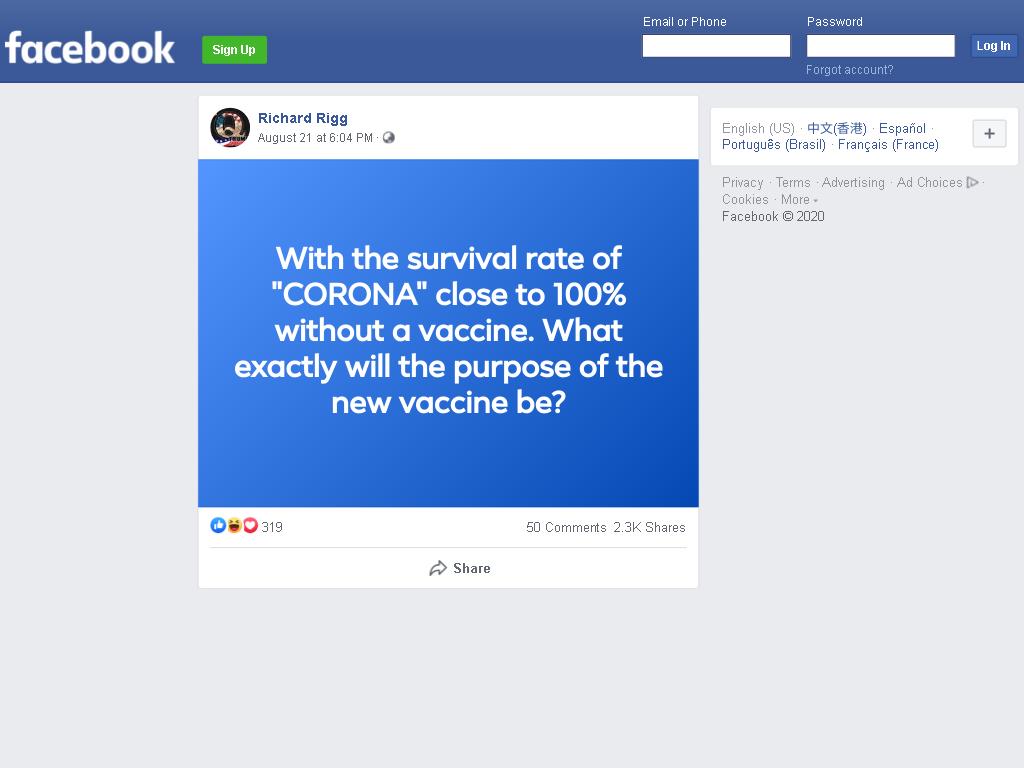 facebook
Sign Up
Email or Phone
Password
Log In
Forgot account?
Richard Rigg
August 21 at 6:04 PM ·
With the survival rate of
"CORONA" close to 100%
without a vaccine. What
exactly will the purpose of the
new vaccine be?
319
50 Comments 2.3K Shares
Share
English (US) · 中文(香港) · Español ·
Português (Brasil) · Français (France)
+
Privacy · Terms · Advertising · Ad Choices ·
Cookies · More
Facebook © 2020